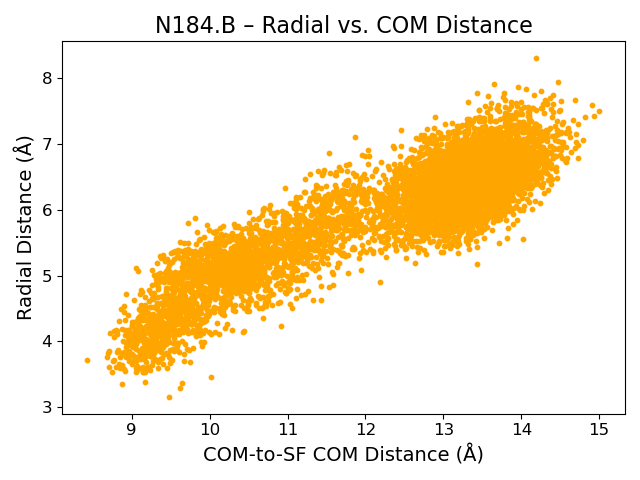 N184.B – Radial vs. COM Distance
Radial Distance (Å)
8
7
6
5
4
3
9 10 11 12 13 14 15
COM-to-SF COM Distance (Å)